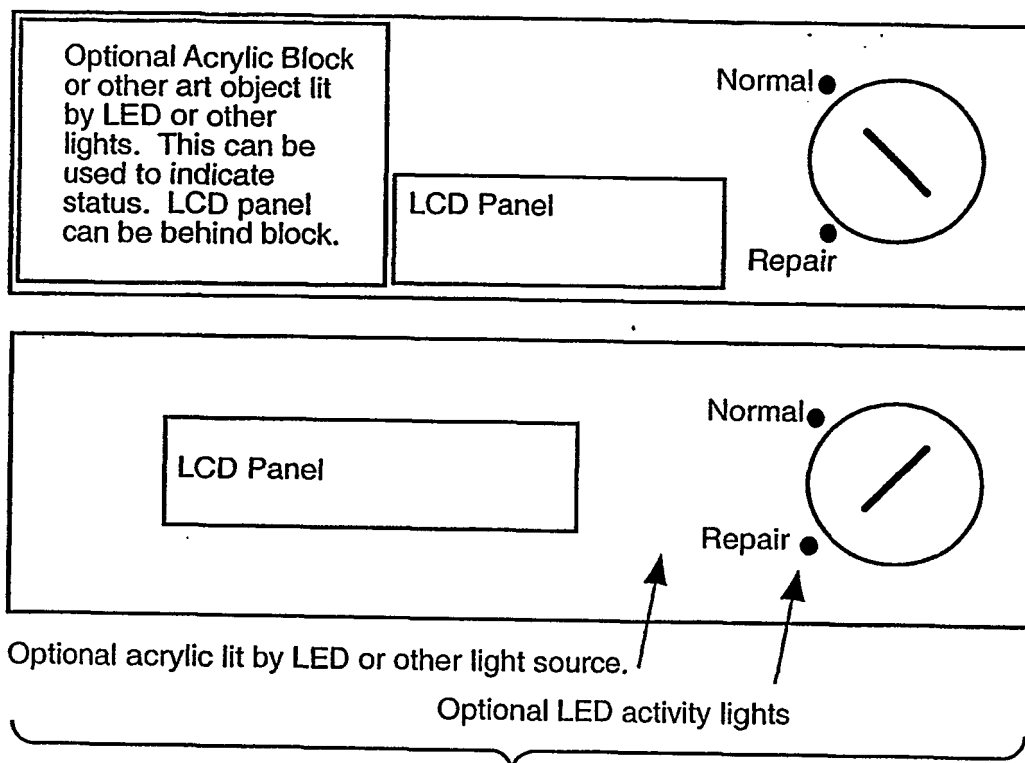 Optional Acrylic Block
or other art object lit
by LED or other
lights. This can be
used to indicate
status. LCD panel
can be behind block.
LCD Panel
Normal
Repair
LCD Panel
Normal
Repair
Optional acrylic lit by LED or other light source.
Optional LED activity lights